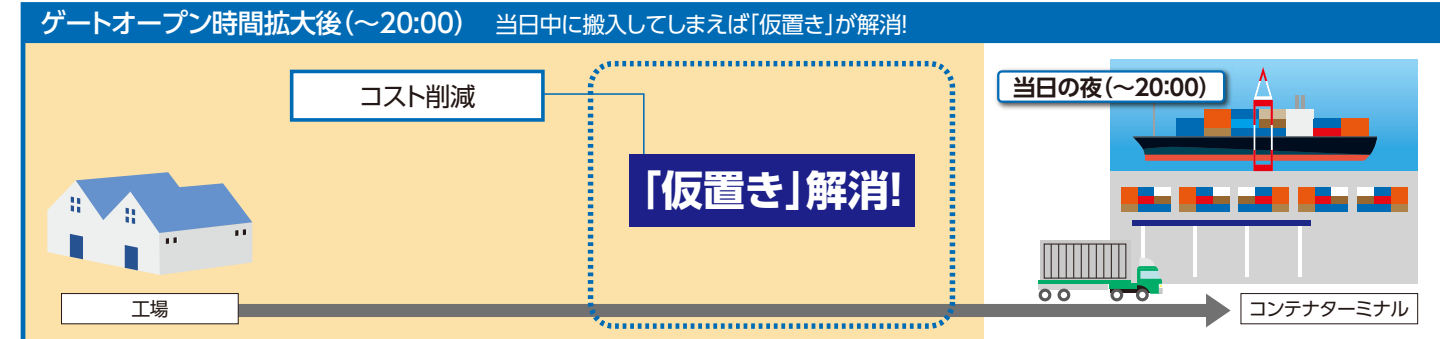 ゲートオープン時間拡大後(〜20:00) 当日中に搬入してしまえば「仮置き」が解消!
コスト削減
当日の夜(〜20:00)
「仮置き」解消!
工場
コンテナターミナル